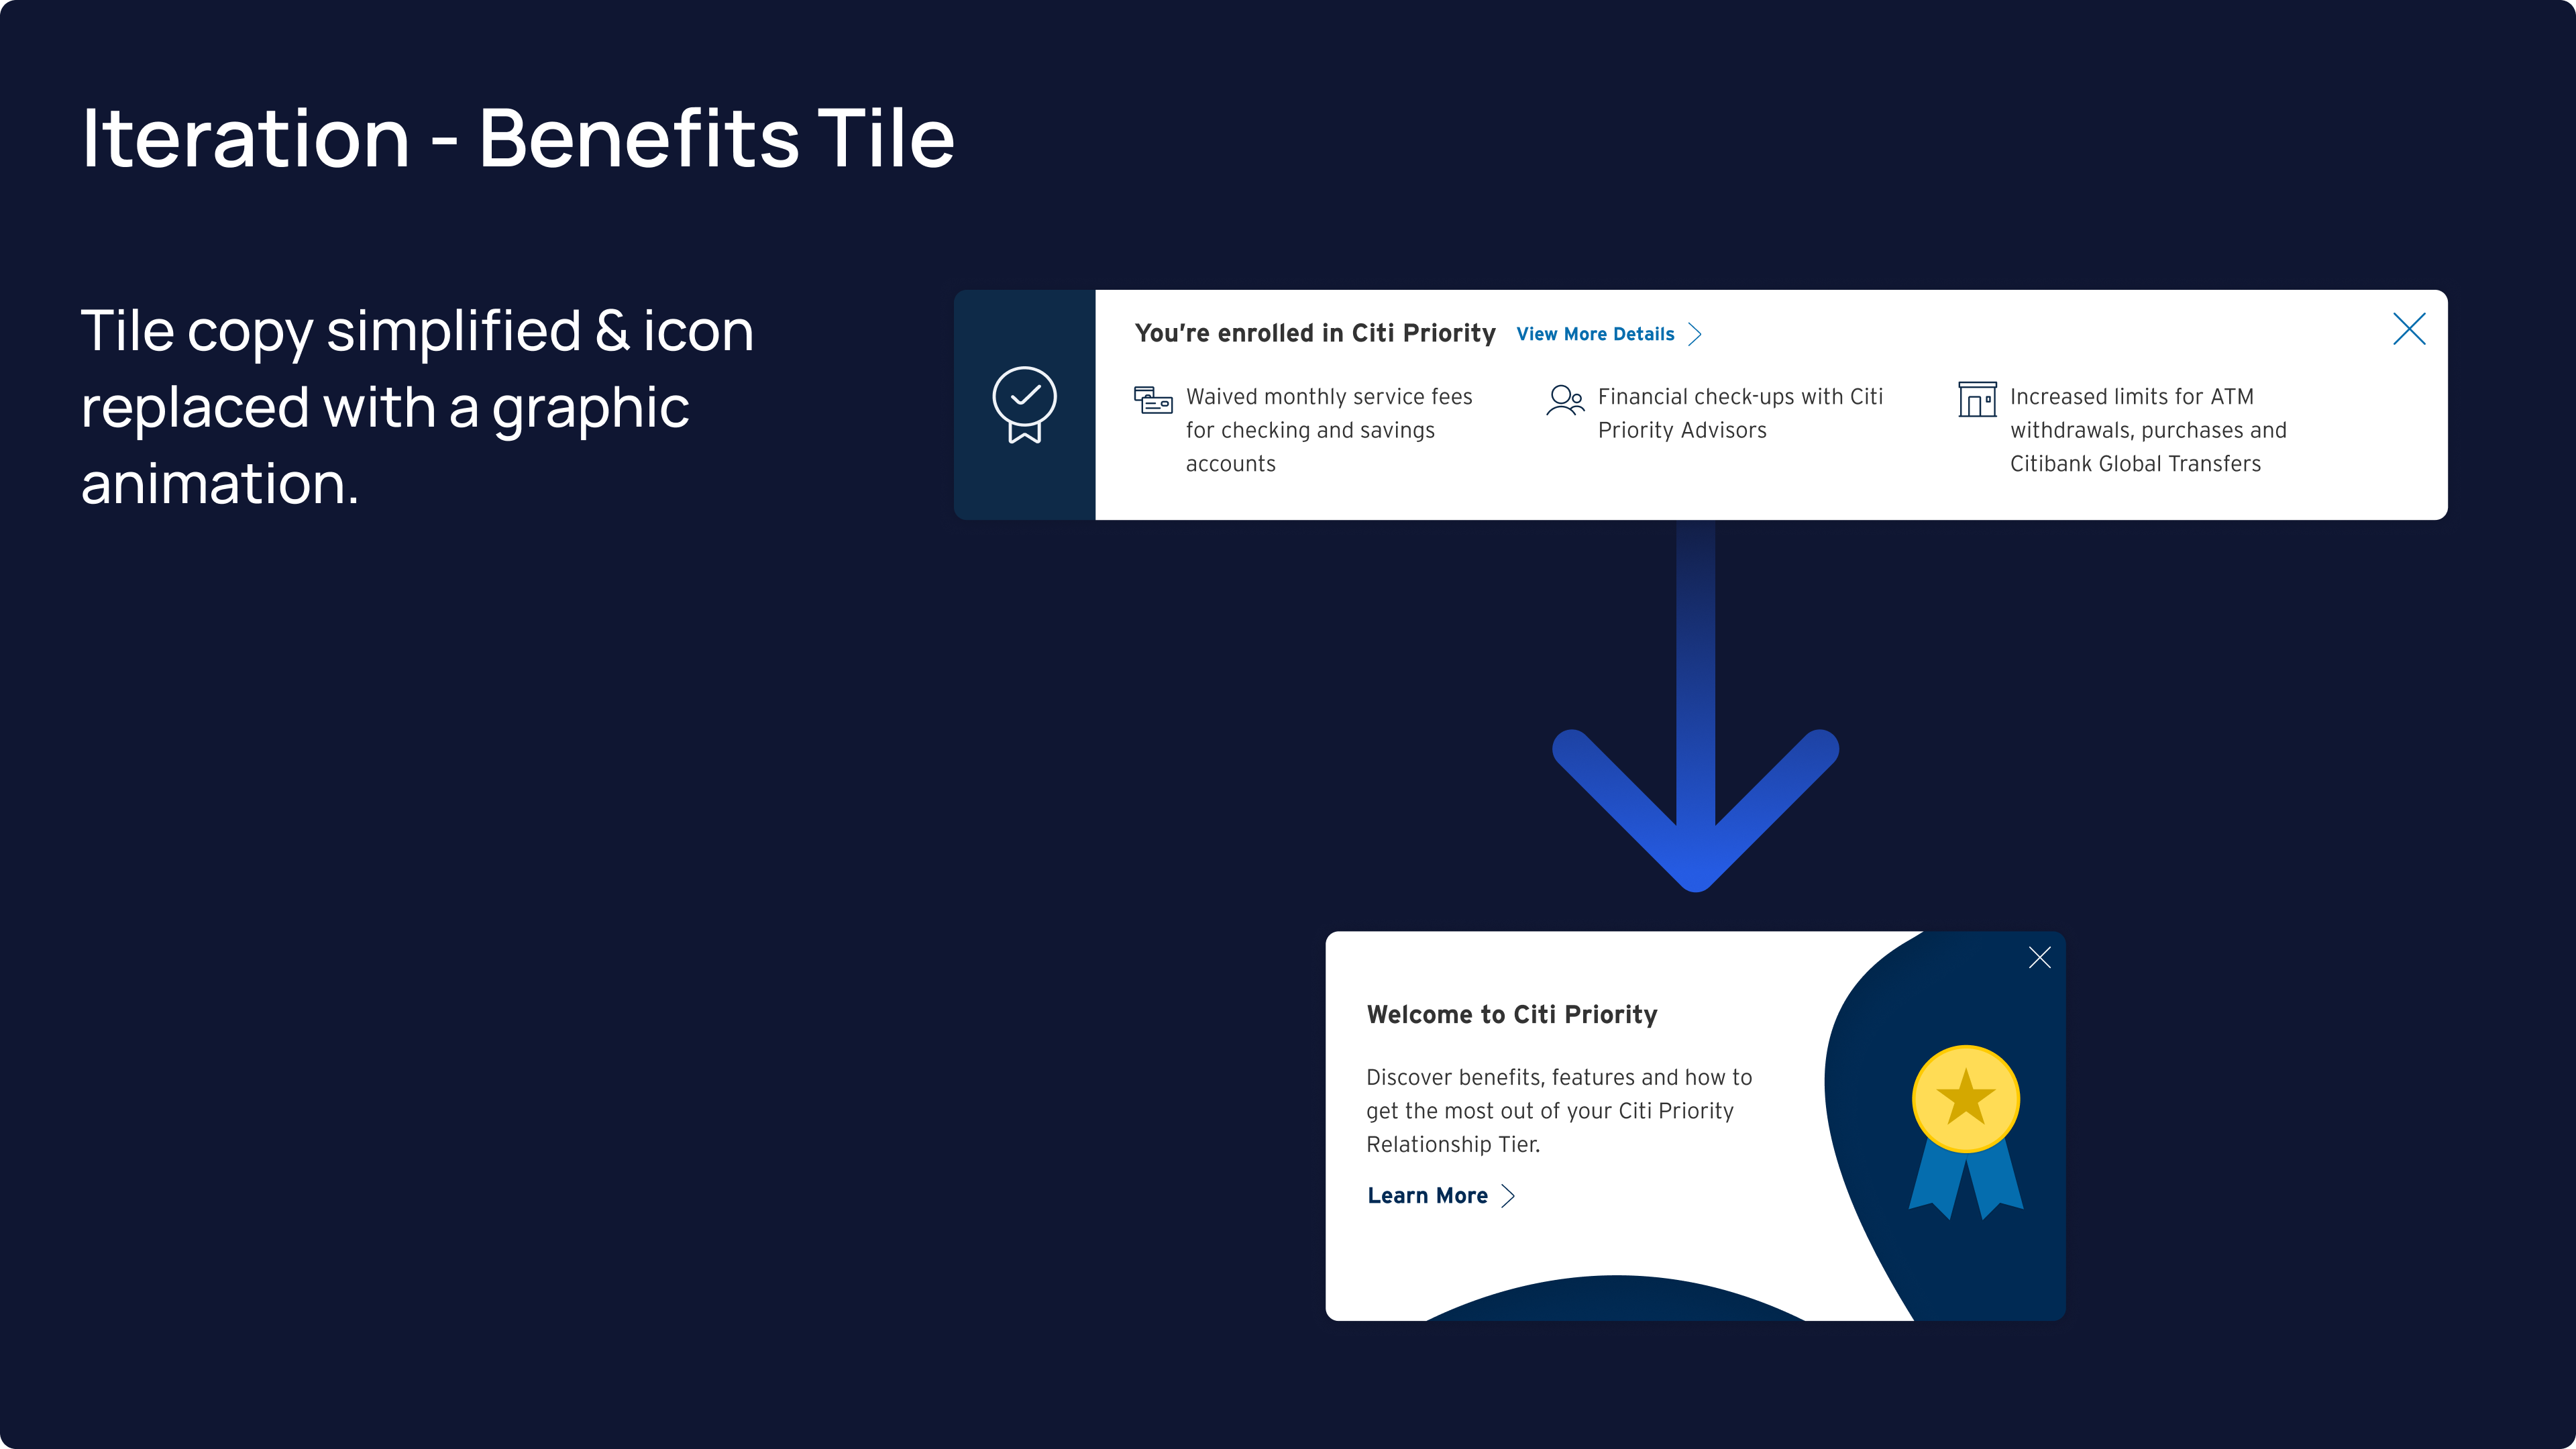 Iteration - Benefits Tile
Tile copy simplified & icon
replaced with a graphic
animation.
You’re enrolled in Citi Priority
View More Details
Waived monthly service fees
for checking and savings
accounts
Financial check-ups with Citi
Priority Advisors
Increased limits for ATM
withdrawals, purchases and
Citibank Global Transfers
Welcome to Citi Priority
Discover benefits, features and how to
get the most out of your Citi Priority
Relationship Tier.
Learn More